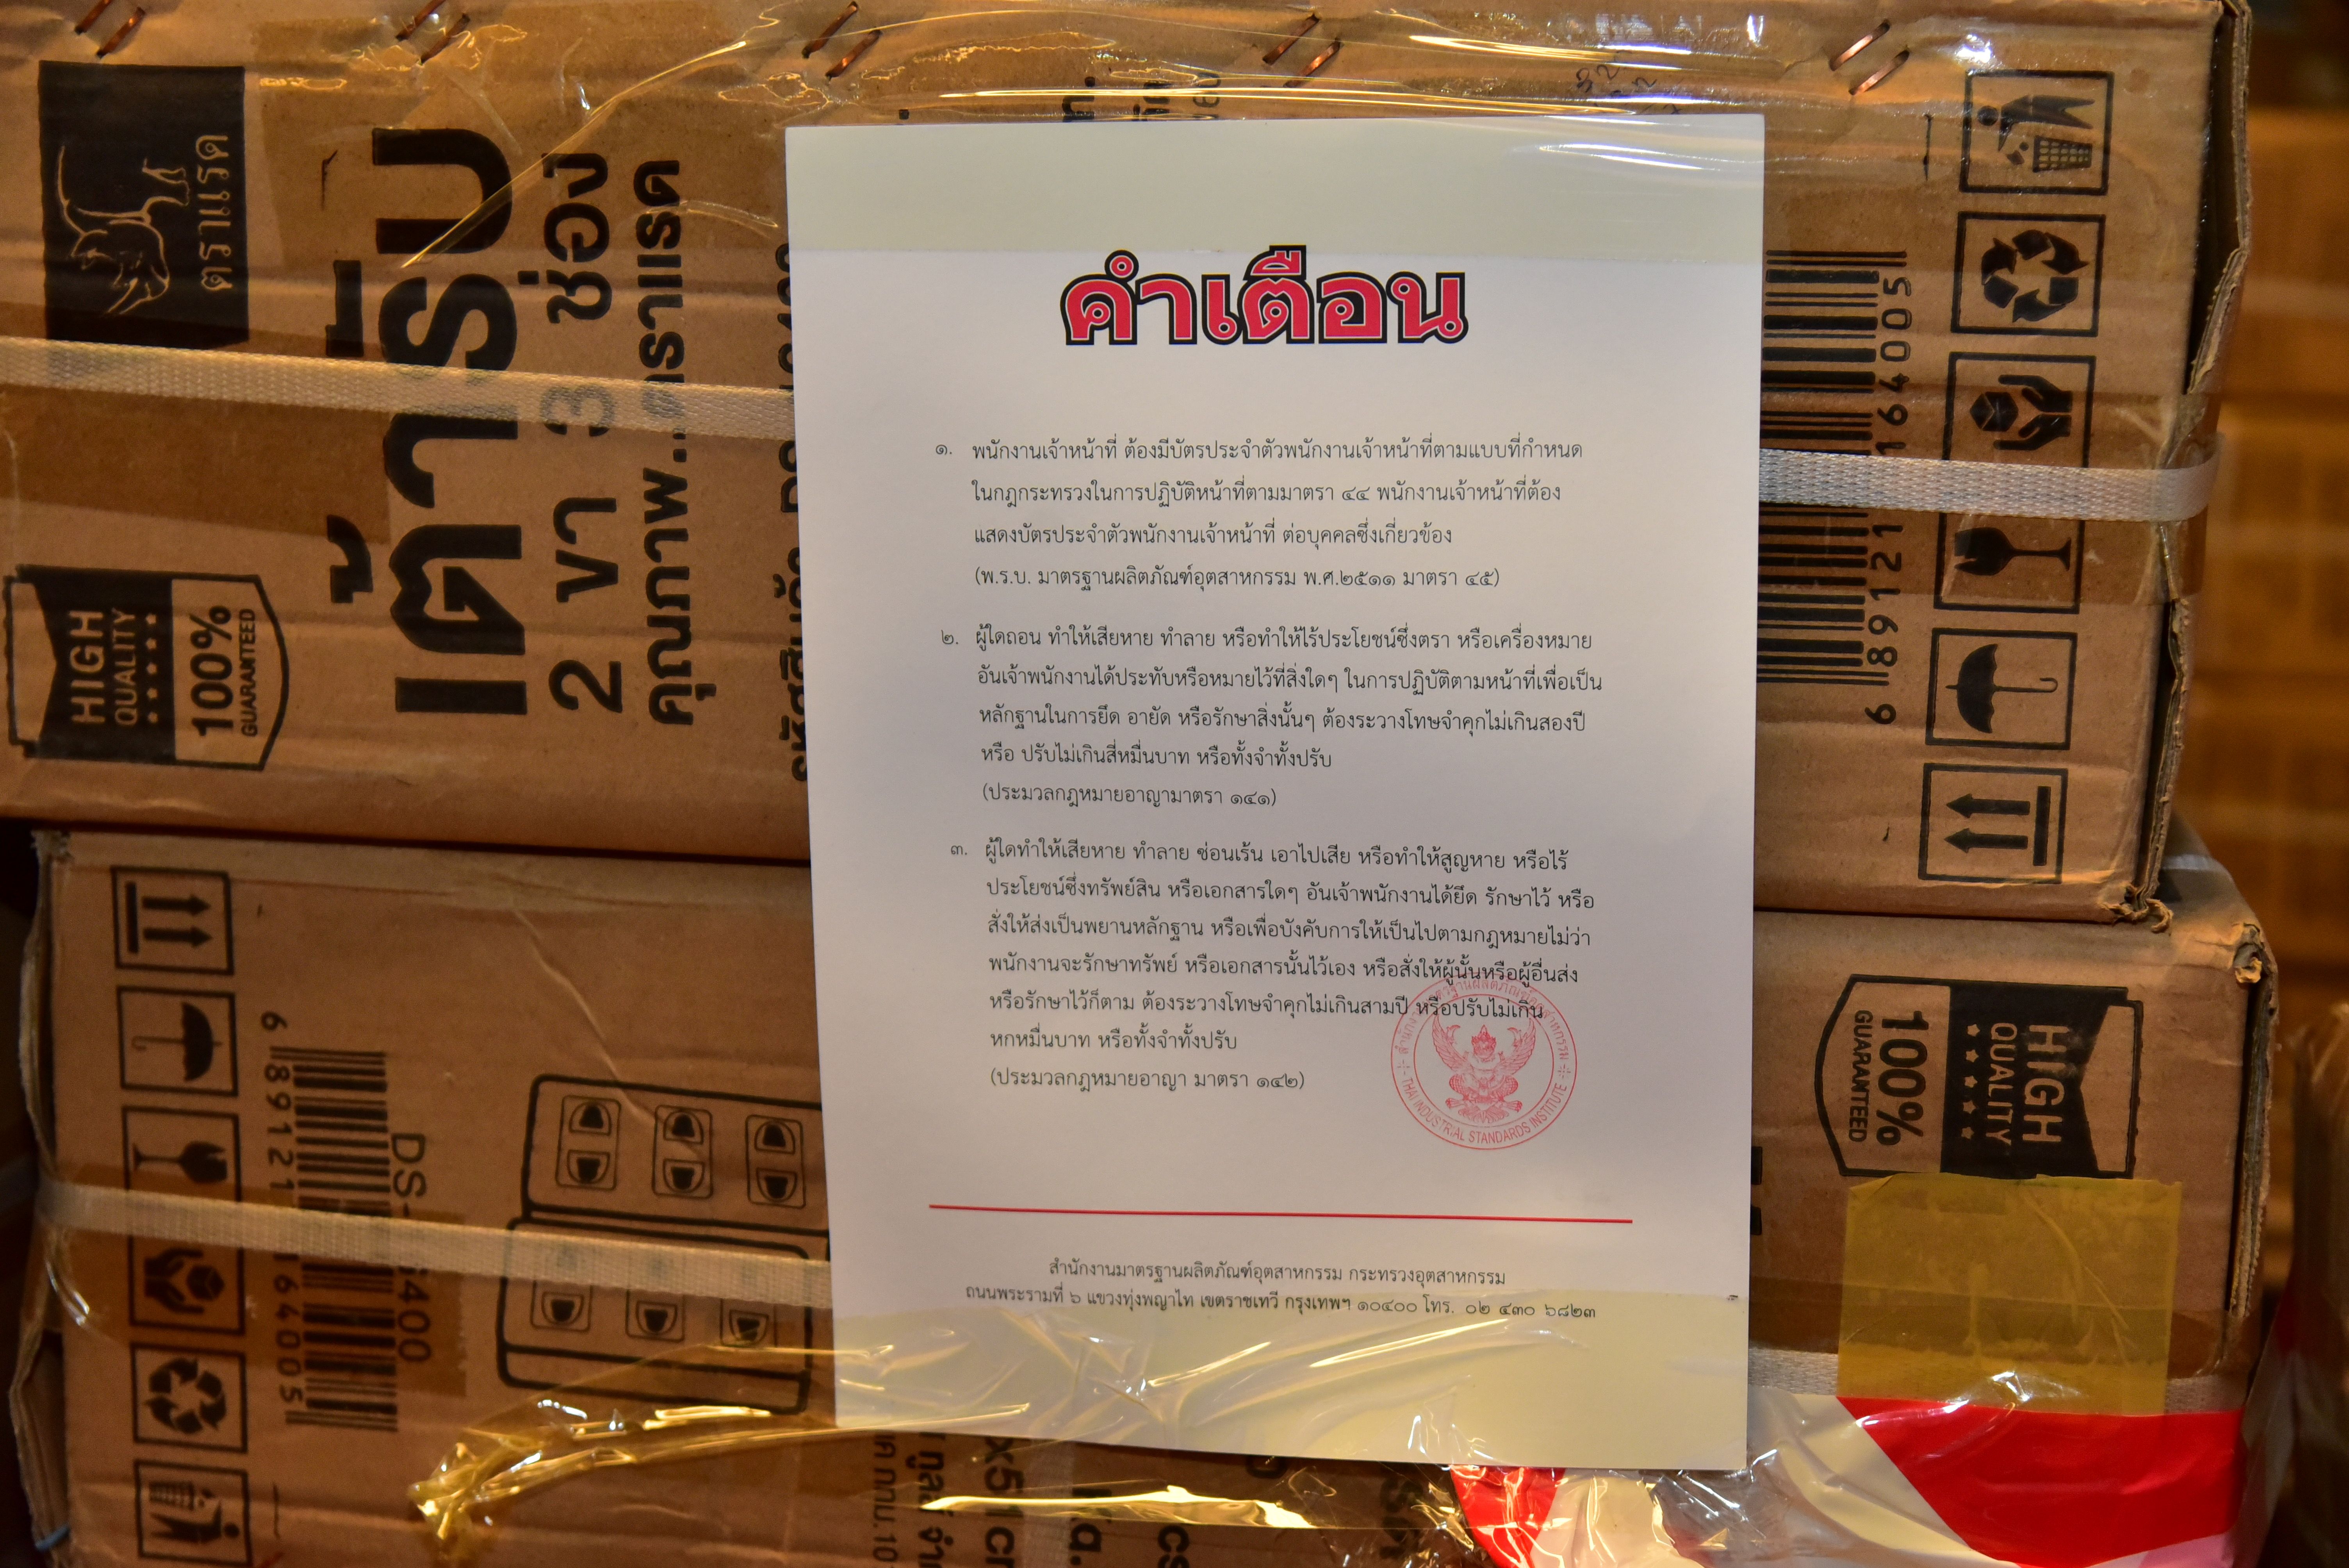 คำเตือน
๑. พนักงานเจ้าหน้าที่ ต้องมีบัตรประจำตัวพนักงานเจ้าหน้าที่ตามแบบที่กำหนด
ในกฎกระทรวงในการปฏิบัติหน้าที่ตามมาตรา ๔๔ พนักงานเจ้าหน้าที่ต้อง
แสดงบัตรประจำตัวพนักงานเจ้าหน้าที่ ต่อบุคคลซึ่งเกี่ยวข้อง
(พ.ร.บ. มาตรฐานผลิตภัณฑ์อุตสาหกรรม พ.ศ.๒๕๑๑ มาตรา ๔๕)
๒. ผู้ใดถอน ทำให้เสียหาย ทำลาย หรือทำให้ไร้ประโยชน์ซึ่งตรา หรือเครื่องหมาย
อันเจ้าพนักงานได้ประทับหรือหมายไว้ที่สิ่งใดๆ ในการปฏิบัติตามหน้าที่เพื่อเป็น
หลักฐานในการยึด อายัด หรือรักษาสิ่งนั้นๆ ต้องระวางโทษจำคุกไม่เกินสองปี
หรือ ปรับไม่เกินสี่หมื่นบาท หรือทั้งจำทั้งปรับ
(ประมวลกฎหมายอาญามาตรา ๑๔๑)
๓. ผู้ใดทำให้เสียหาย ทำลาย ซ่อนเร้น เอาไปเสีย หรือทำให้สูญหาย หรือไร้
ประโยชน์ซึ่งทรัพย์สิน หรือเอกสารใดๆ อันเจ้าพนักงานได้ยึด รักษาไว้ หรือ
สั่งให้ส่งเป็นพยานหลักฐาน หรือเพื่อบังคับการให้เป็นไปตามกฎหมายไม่ว่า
พนักงานจะรักษาทรัพย์ หรือเอกสารนั้นไว้เอง หรือสั่งให้ผู้นั้นหรือผู้อื่นส่ง
หรือรักษาไว้ก็ตาม ต้องระวางโทษจำคุกไม่เกินสามปี หรือปรับไม่เกิน
หกหมื่นบาท หรือทั้งจำทั้งปรับ
(ประมวลกฎหมายอาญา มาตรา ๑๔๒)
THAI INDUSTRIAL STANDARDS INSTITUTE
สำนักงานมาตรฐานผลิตภัณฑ์อุตสาหกรรม กระทรวงอุตสาหกรรม
ถนนพระรามที่ ๖ แขวงทุ่งพญาไท เขตราชเทวี กรุงเทพฯ ๑๐๔๐๐ โทร. ๐๒ ๔๓๐ ๖๘๒๓
ตราแรด
เต้ารับ
2 ขา 3 ช่อง
คุณภาพ..ตราแรด
HIGH
QUALITY
100%
GUARANTEED
HIGH
QUALITY
100%
GUARANTEED